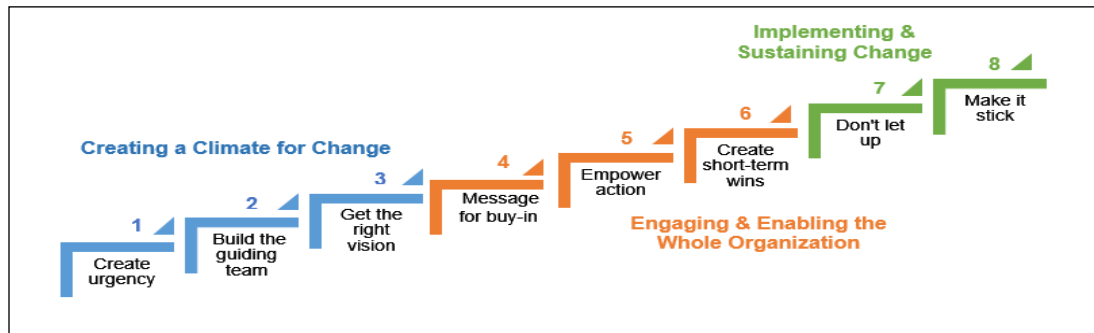 Creating a Climate for Change
1
Create
urgency
2
Build the
guiding
team
3
Get the
right
vision
4
Message
for buy-in
5
Empower
action
6
Create
short-term
wins
Engaging & Enabling the
Whole Organization
Implementing &
Sustaining Change
7
Don't let
up
8
Make it
stick